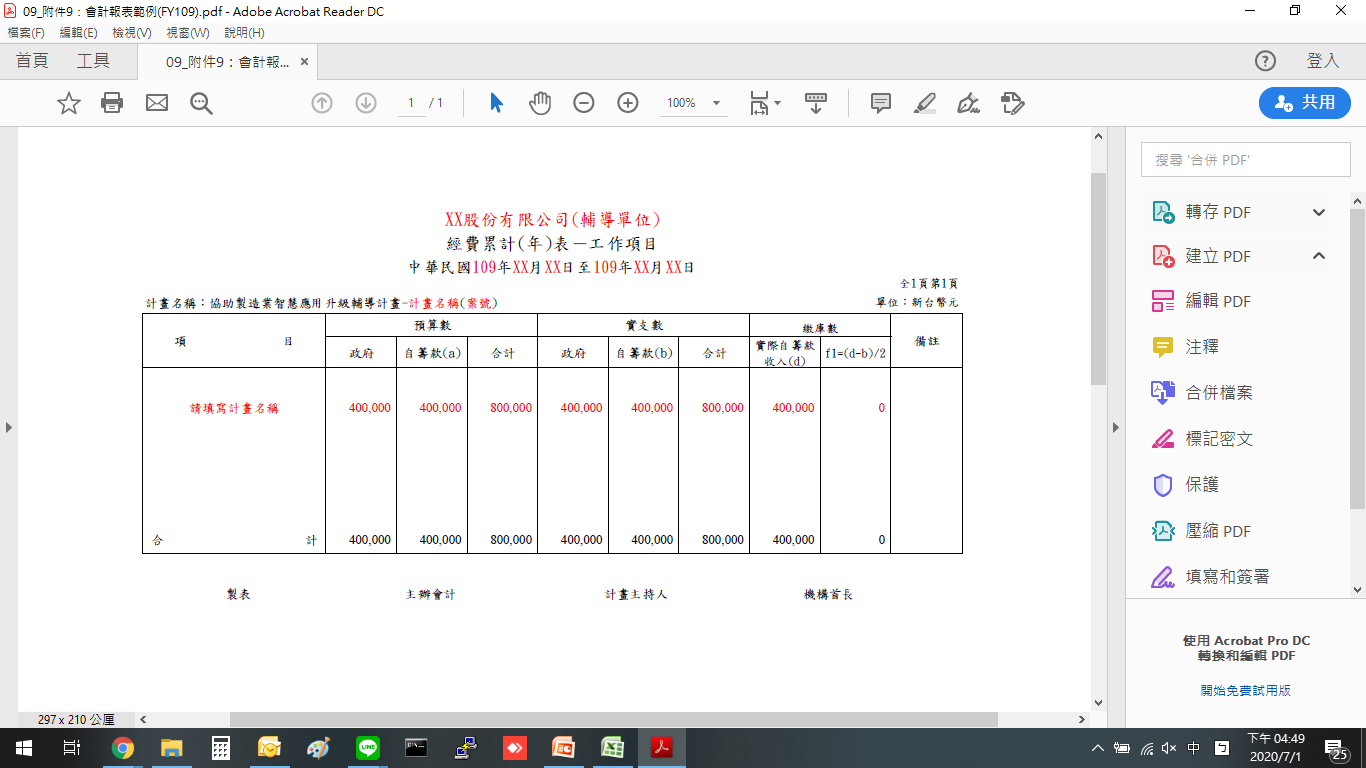 09_附件9：會計報表範例(FY109).pdf - Adobe Acrobat Reader DC
檔案(F) 編輯(E) 檢視(V) 視窗(W) 說明(H)
首頁 工具 09_附件9：會計報... × 登入
1 / 1 100% 共用
搜尋 '合併 PDF'
轉存 PDF
建立 PDF
編輯 PDF
注釋
合併檔案
標記密文
保護
壓縮 PDF
填寫和簽署
使用 Acrobat Pro DC
轉換和編輯 PDF
開始免費試用版
XX股份有限公司(輔導單位)
經費累計(年)表－工作項目
中華民國109年XX月XX日至109年XX月XX日
全1頁第1頁
計畫名稱：協助製造業智慧應用升級輔導計畫-計畫名稱(案號) 單位：新台幣元
項 目 預算數 實支數 繳庫數 備註
政府 自籌款(a) 合計 政府 自籌款(b) 合計 實際自籌款收入(d) f1=(d-b)/2
請填寫計畫名稱 400,000 400,000 800,000 400,000 400,000 800,000 400,000 0
合 計 400,000 400,000 800,000 400,000 400,000 800,000 400,000 0
製表 主辦會計 計畫主持人 機構首長
297 x 210 公厘
中 下午 04:49
2020/7/1
25